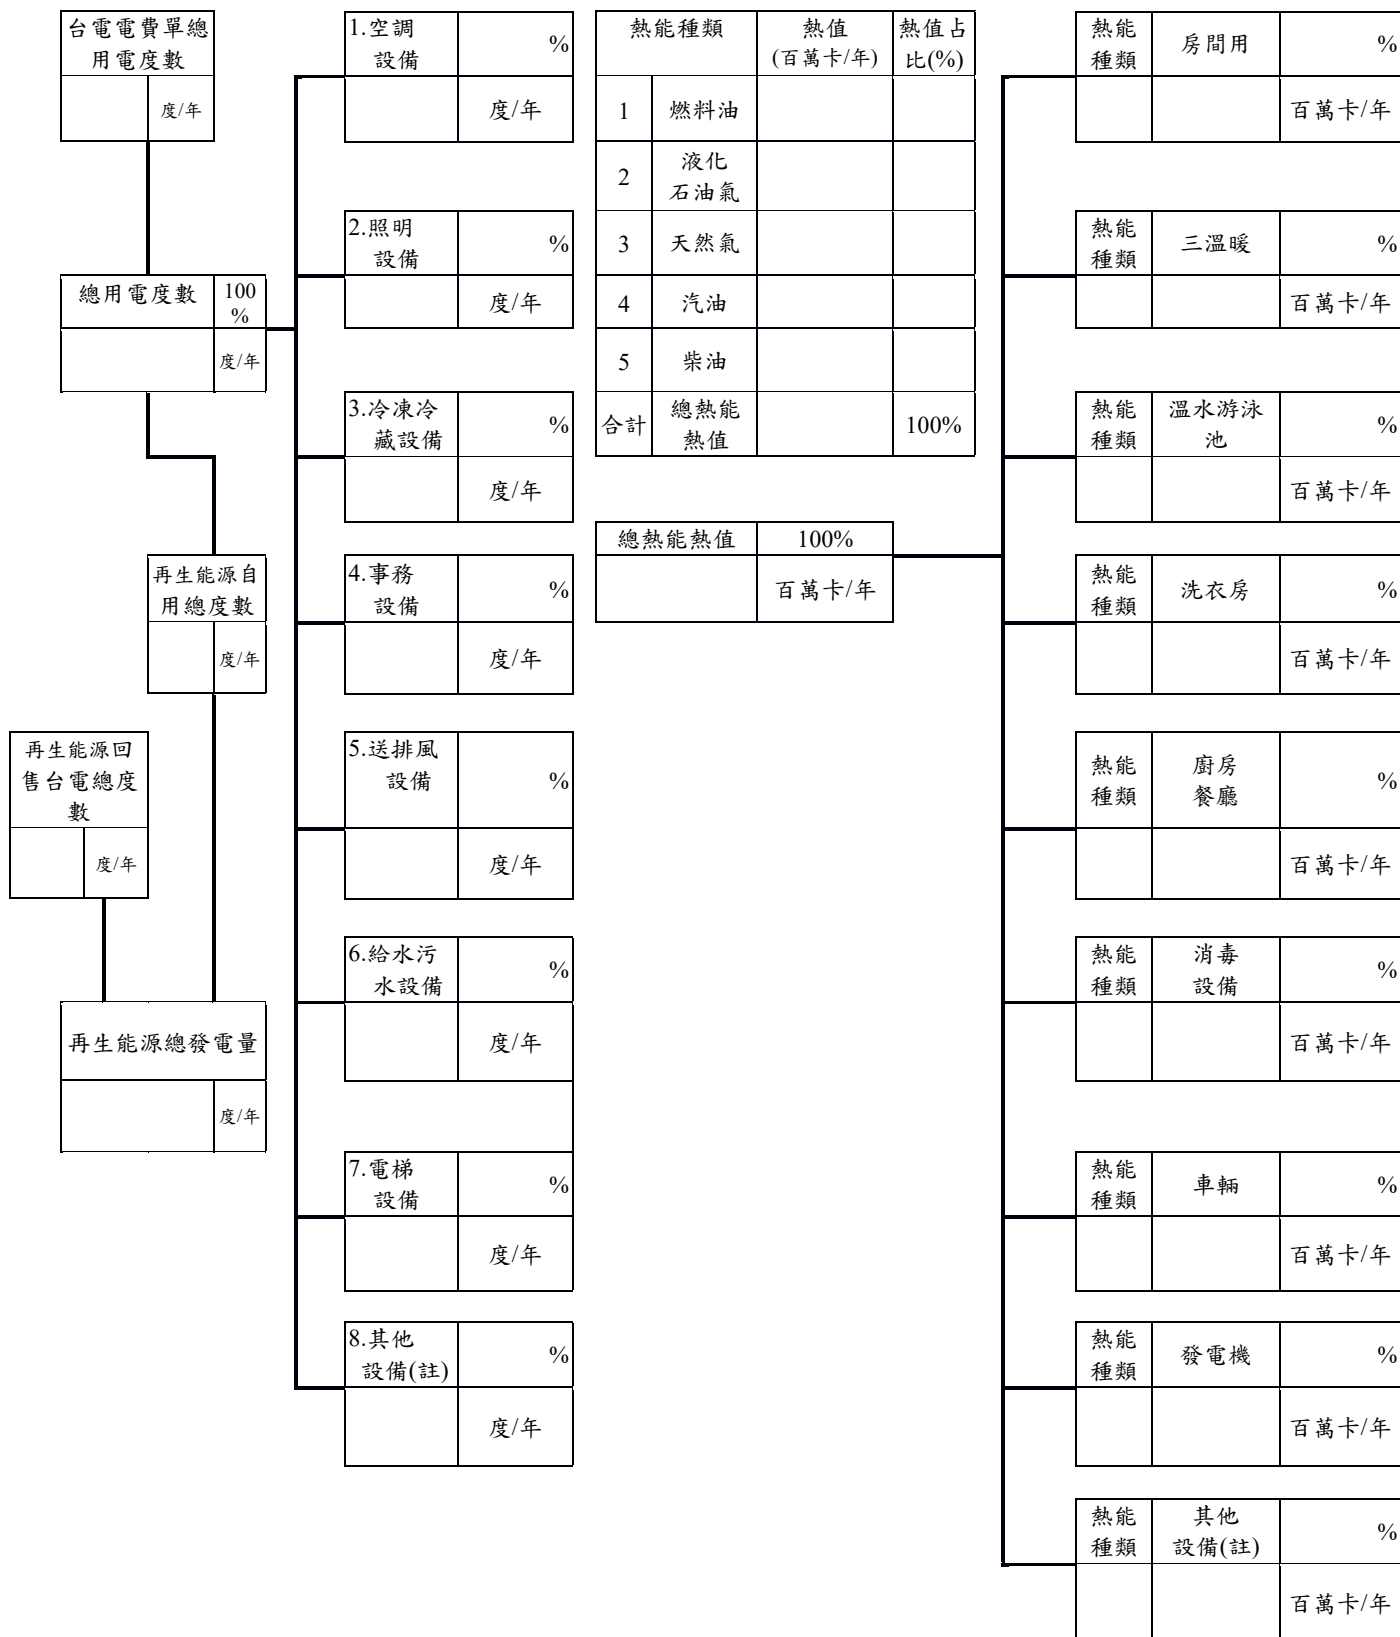 台電電費單總
用電度數
度/年
總用電度數
100
%
度/年
再生能源自
用總度數
度/年
再生能源回
售台電總度
數
度/年
再生能源總發電量
度/年
1.空調
設備
%
度/年
2.照明
設備
%
度/年
3.冷凍冷
藏設備
%
度/年
4.事務
設備
%
度/年
5.送排風
設備
%
度/年
6.給水污
水設備
%
度/年
7.電梯
設備
%
度/年
8.其他
設備(註)
%
度/年
熱能種類
熱值
(百萬卡/年)
熱值占
比(%)
1
燃料油
2
液化
石油氣
3
天然氣
4
汽油
5
柴油
合計
總熱能
熱值
100%
總熱能熱值
100%
百萬卡/年
熱能
種類
房間用
%
百萬卡/年
熱能
種類
三溫暖
%
百萬卡/年
熱能
種類
溫水游泳
池
%
百萬卡/年
熱能
種類
洗衣房
%
百萬卡/年
熱能
種類
廚房
餐廳
%
百萬卡/年
熱能
種類
消毒
設備
%
百萬卡/年
熱能
種類
車輛
%
百萬卡/年
熱能
種類
發電機
%
百萬卡/年
熱能
種類
其他
設備(註)
%
百萬卡/年